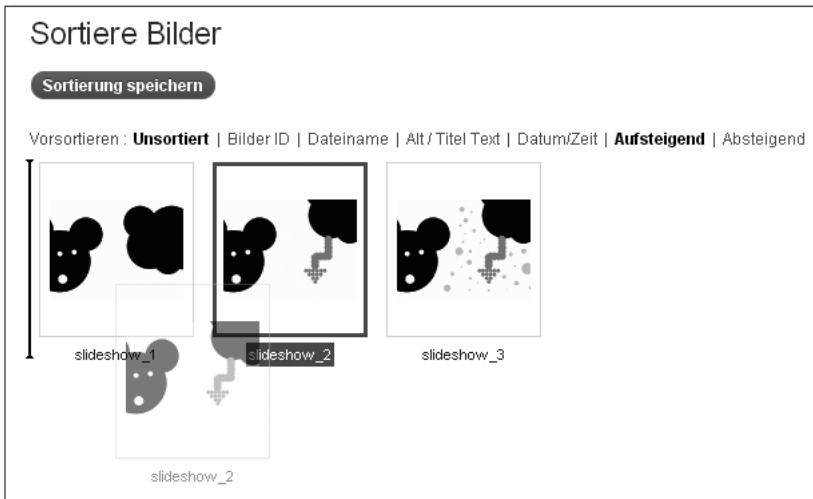 Sortiere Bilder
Sortierung speichern
Vorsortieren : Unsortiert | Bilder ID | Dateiname | Alt / Titel Text | Datum/Zeit | Aufsteigend | Absteigend
slideshow_1 slideshow_2 slideshow_3
slideshow_2